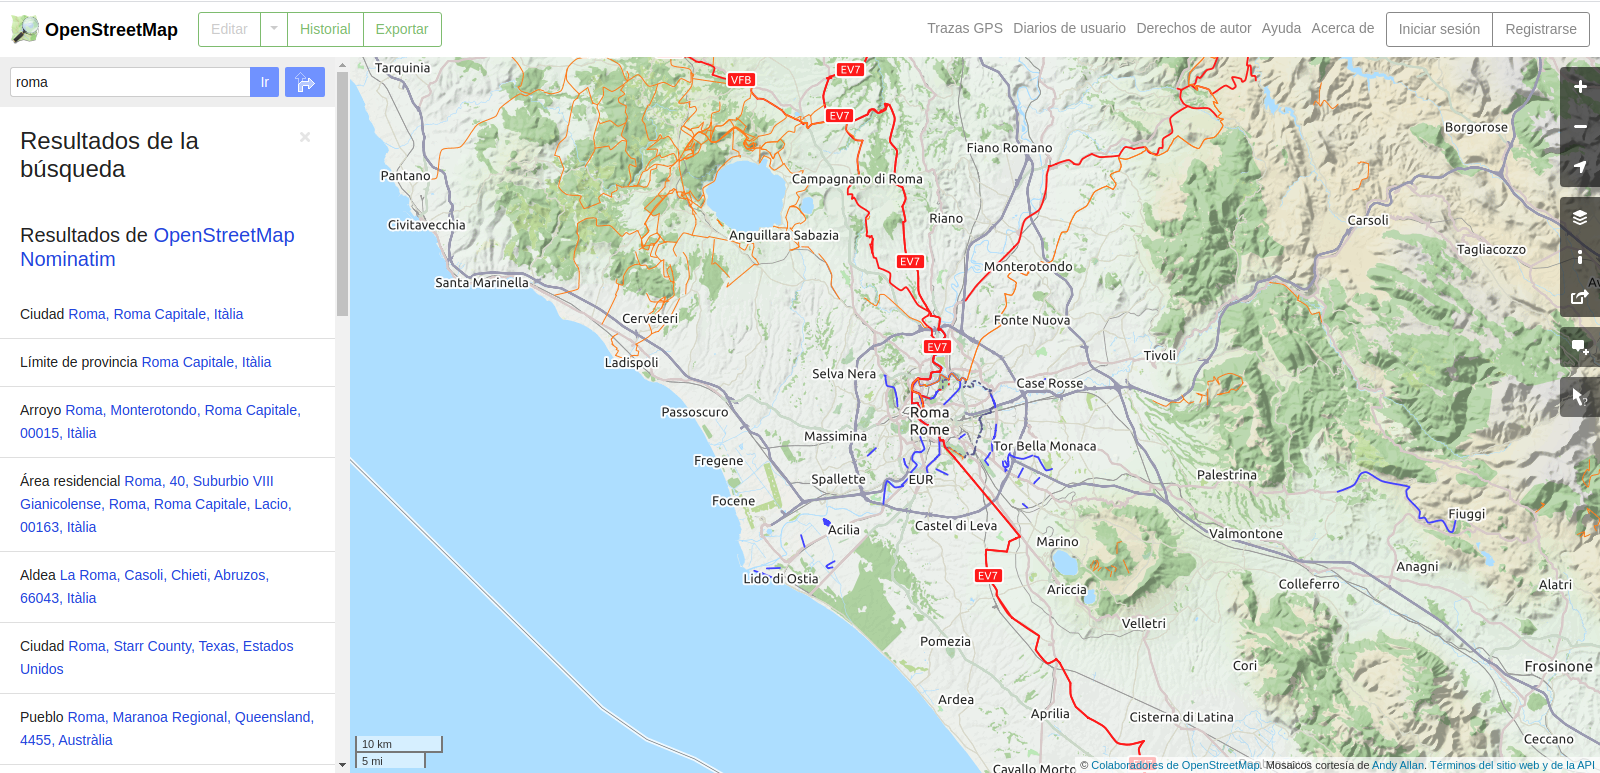 OpenStreetMap
Editar
Historial
Exportar
Trazas GPS
Diarios de usuario
Derechos de autor
Ayuda
Acerca de
Iniciar sesión
Registrarse
roma
Ir
Resultados de la
búsqueda
×
Resultados de OpenStreetMap
Nominatim
Ciudad Roma, Roma Capitale, Itàlia
Límite de provincia Roma Capitale, Itàlia
Arroyo Roma, Monterotondo, Roma Capitale,
00015, Itàlia
Área residencial Roma, 40, Suburbio VIII
Gianicolense, Roma, Roma Capitale, Lacio,
00163, Itàlia
Aldea La Roma, Casoli, Chieti, Abruzos,
66043, Itàlia
Ciudad Roma, Starr County, Texas, Estados
Unidos
Pueblo Roma, Maranoa Regional, Queensland,
4455, Austràlia
Tarquinia
VFB
EV7
EV7
Borgorose
Fiano Romano
Pantano
Campagnano di Roma
Civitavecchia
Riano
Carsoli
Anguillara Sabazia
Tagliacozzo
EV7
Monterotondo
Santa Marinella
Cerveteri
Fonte Nuova
EV7
Ladispoli
Tivoli
Selva Nera
Case Rosse
Passoscuro
Roma
Rome
Massimina
Tor Bella Monaca
Fregene
Spallette
EUR
Palestrina
Focene
Fiuggi
Acilia
Castel di Leva
Valmontone
Marino
Lido di Ostia
EV7
Anagni
Ariccia
Colleferro
Alatri
Velletri
Pomezia
Cori
Frosinone
Ardea
Aprilia
Cisterna di Latina
Ceccano
10 km
5 mi
Cavallo Morto
© Colaboradores de OpenStreetMap. Mosaicos cortesía de Andy Allan. Términos del sitio web y de la API